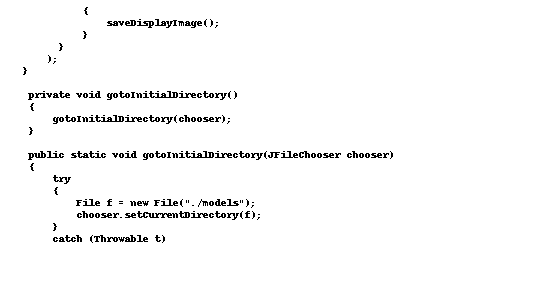 {
saveDisplayImage();
}
}
);
}
private void gotoInitialDirectory()
{
gotoInitialDirectory(chooser);
}
public static void gotoInitialDirectory(JFileChooser chooser)
{
try
{
File f = new File("./models");
chooser.setCurrentDirectory(f);
}
catch (Throwable t)